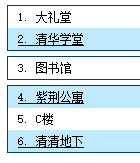 1. 大礼堂
2. 清华学堂
3. 图书馆
4. 紫荆公寓
5. C楼
6. 清清地下